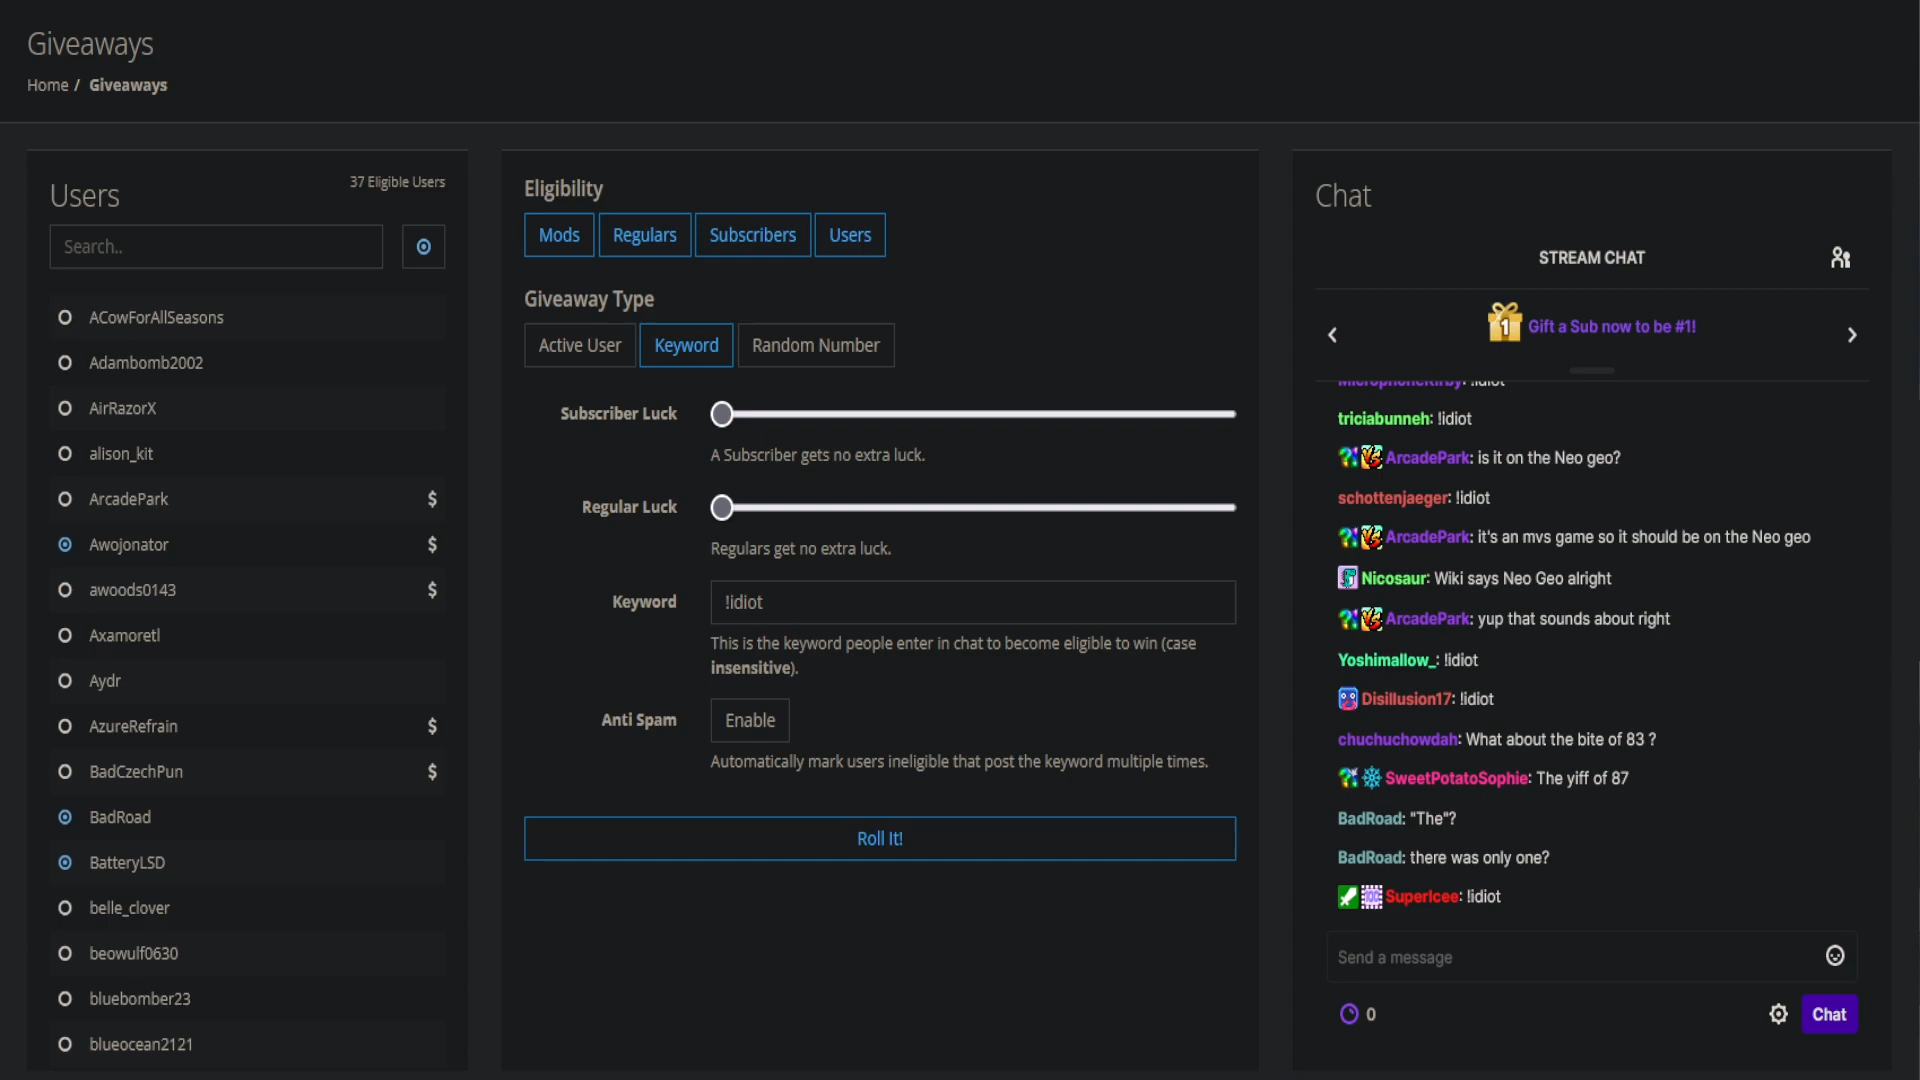 Giveaways
Home / Giveaways
Users
37 Eligible Users
Search..
ACowForAllSeasons
Adambomb2002
AirRazorX
alison_kit
ArcadePark $
Awojonator $
awoods0143 $
Axamoretl
Aydr
AzureRefrain $
BadCzechPun $
BadRoad
BatteryLSD
belle_clover
beowulf0630
bluebomber23
blueocean2121
Eligibility
Mods Regulars Subscribers Users
Giveaway Type
Active User Keyword Random Number
Subscriber Luck
A Subscriber gets no extra luck.
Regular Luck
Regulars get no extra luck.
Keyword !idiot
This is the keyword people enter in chat to become eligible to win (case
insensitive).
Anti Spam Enable
Automatically mark users ineligible that post the keyword multiple times.
Roll It!
Chat
STREAM CHAT
1 Gift a Sub now to be #1!
MicrophoneKirby: !idiot
triciabunneh: !idiot
ArcadePark: is it on the Neo geo?
schottenjaeger: !idiot
ArcadePark: it's an mvs game so it should be on the Neo geo
Nicosaur: Wiki says Neo Geo alright
ArcadePark: yup that sounds about right
Yoshimallow_: !idiot
Disillusion17: !idiot
chuchuchowdah: What about the bite of 83 ?
SweetPotatoSophie: The yiff of 87
BadRoad: "The"?
BadRoad: there was only one?
SuperIcee: !idiot
Send a message
0
Chat